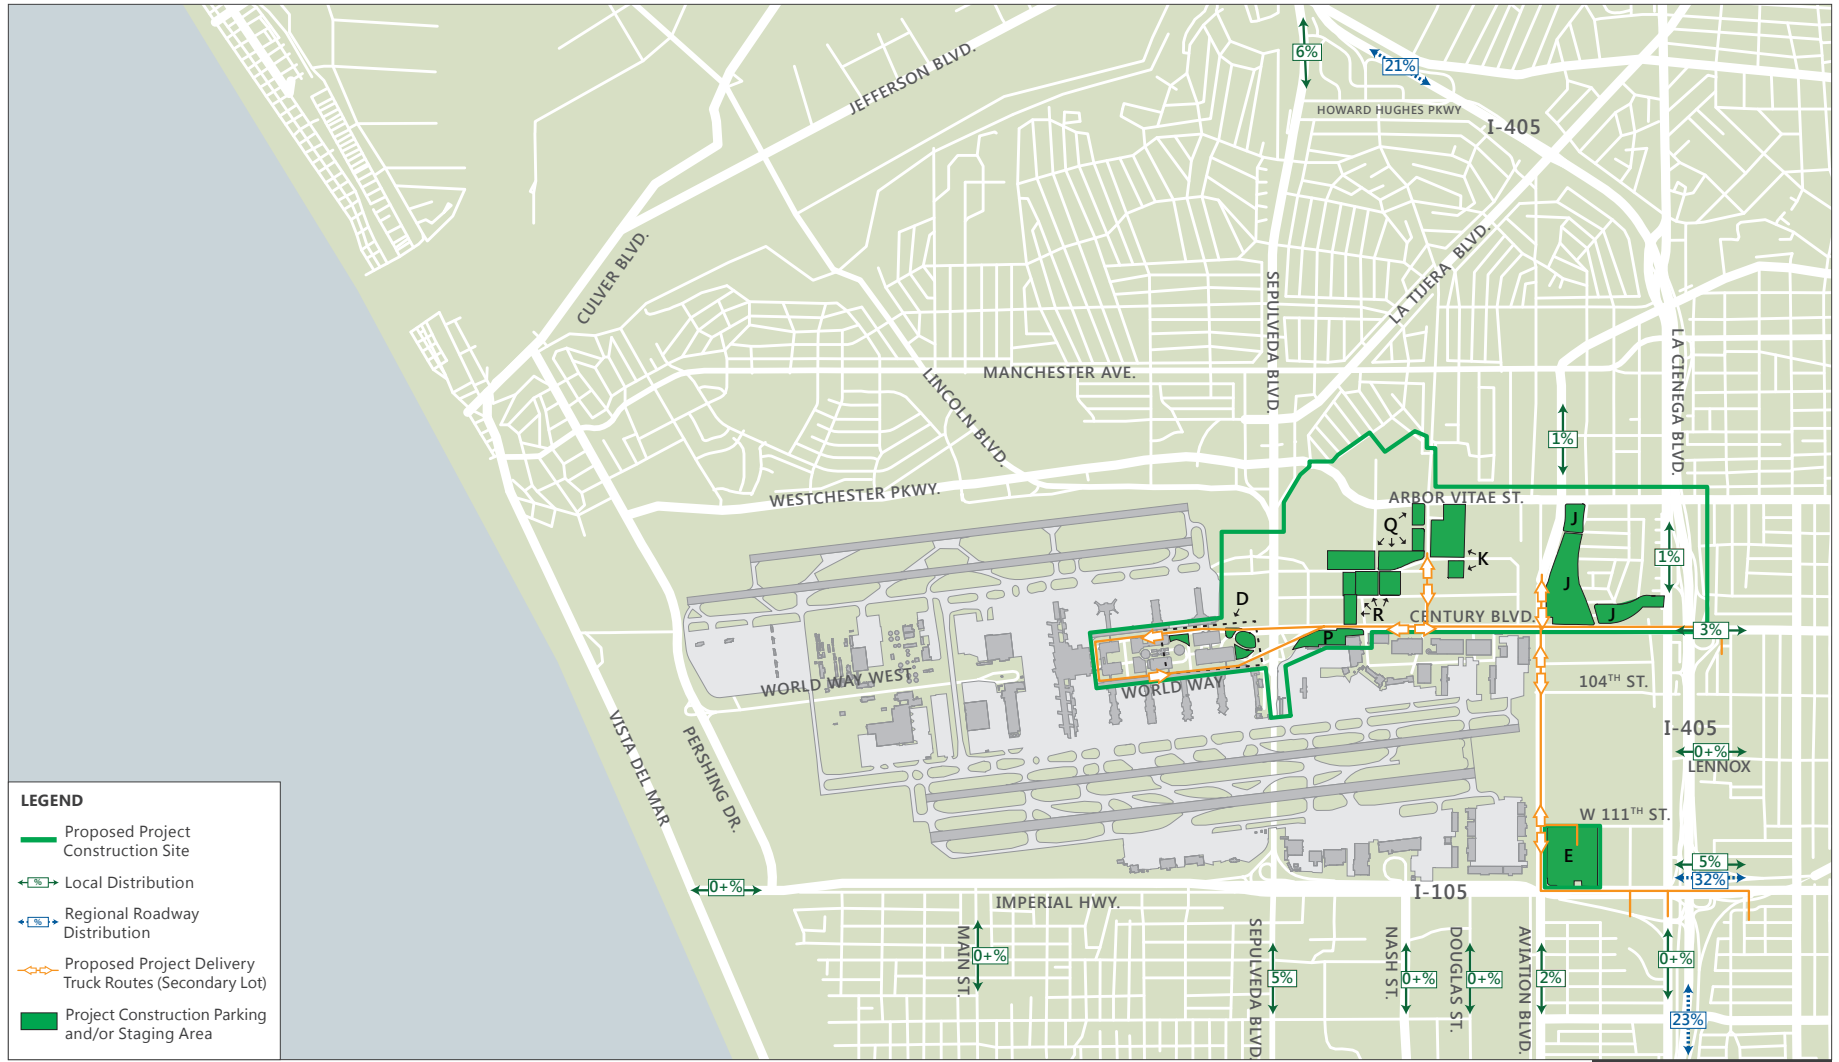 6%
21%
JEFFERSON BLVD.
HOWARD HUGHES PKWY
I-405
CULVER BLVD.
LA TIJERA BLVD.
SEPULVEDA BLVD.
LA CIENEGA BLVD.
MANCHESTER AVE.
LINCOLN BLVD.
1%
WESTCHESTER PKWY.
ARBOR VITAE ST.
Q
J
K
1%
J
D
R
CENTURY BLVD.
J
P
3%
WORLD WAY WEST
WORLD WAY
104TH ST.
VISTA DEL MAR
PERSHING DR.
I-405
0+%
LENNOX
W 111TH ST.
E
5%
32%
0+%
I-105
IMPERIAL HWY.
MAIN ST.
0+%
SEPULVEDA BLVD.
5%
NASH ST.
0+%
DOUGLAS ST.
0+%
AVIATION BLVD.
2%
0+%
23%
LEGEND
Proposed Project
Construction Site
%
Local Distribution
%
Regional Roadway
Distribution
Proposed Project Delivery
Truck Routes (Secondary Lot)
Project Construction Parking
and/or Staging Area